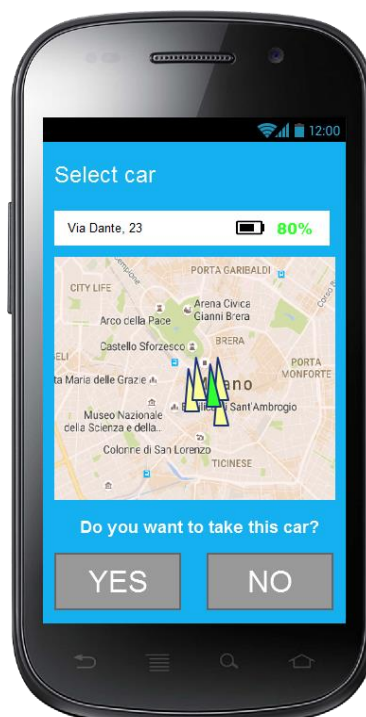 12:00
Select car
Via Dante, 23
80%
PORTA GARIBALDI
CITY LIFE
Arena Civica
Gianni Brera
Arco della Pace
Castello Sforzesco
BRERA
PORTA
MONFORTE
ta Maria delle Grazie
Milano
Sant'Ambrogio
Museo Nazionale
della Scienza e della...
Colonne di San Lorenzo
TICINESE
Do you want to take this car?
YES
NO